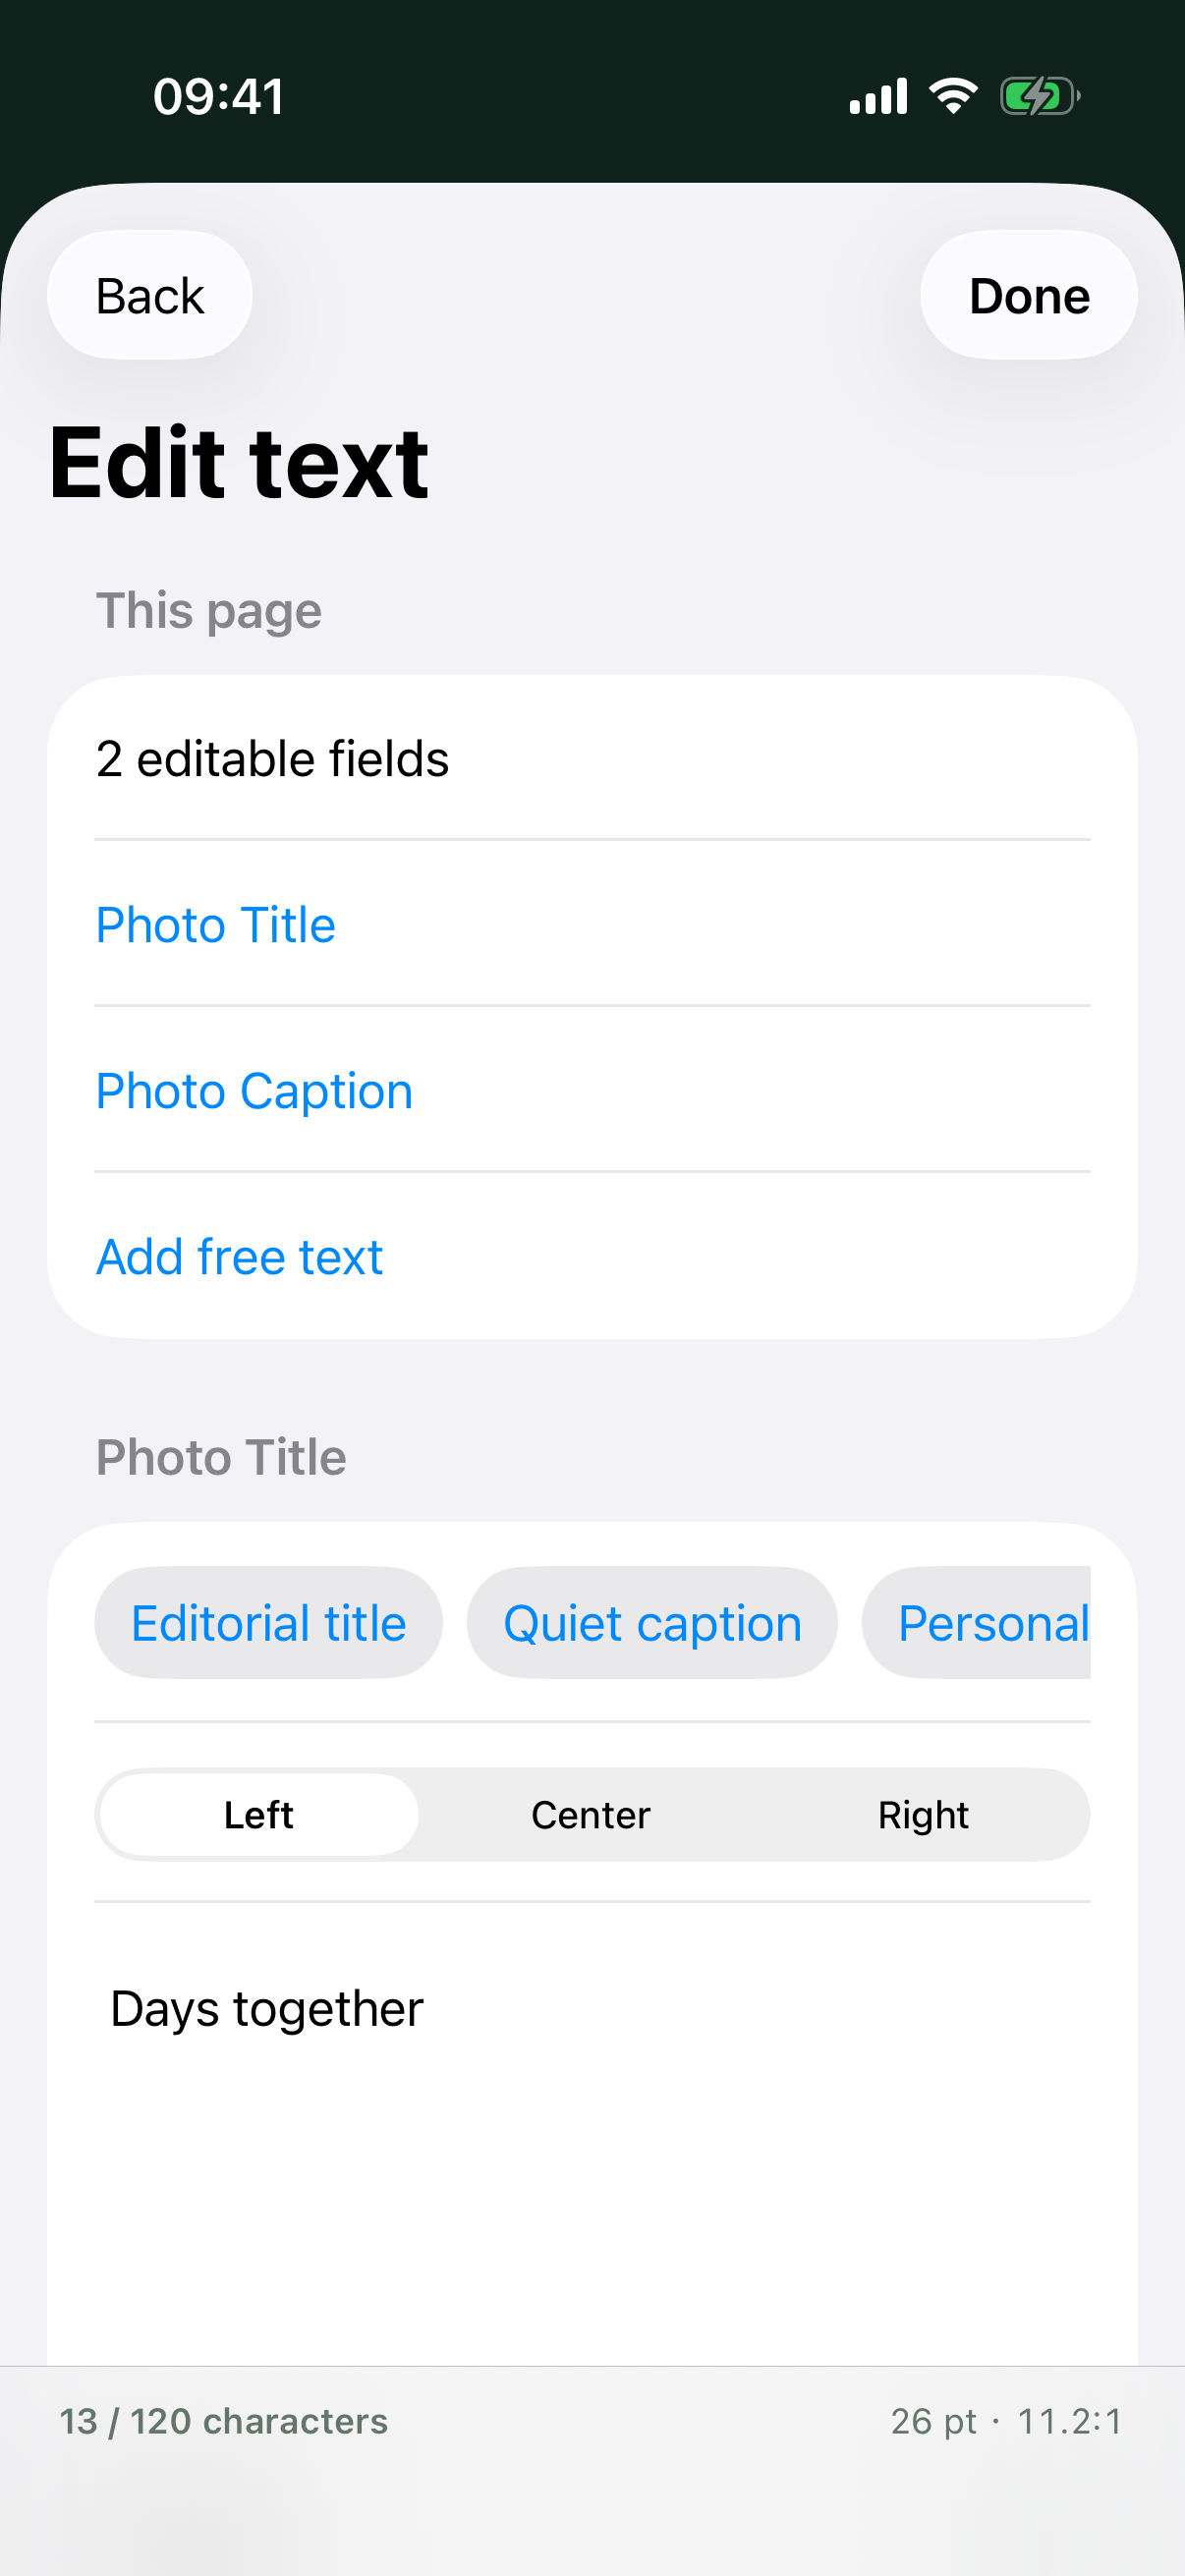 09:41
Back
Done
Edit text
This page
2 editable fields
Photo Title
Photo Caption
Add free text
Photo Title
Editorial title
Quiet caption
Personal
Left
Center
Right
Days together
13 / 120 characters
26 pt · 11.2:1